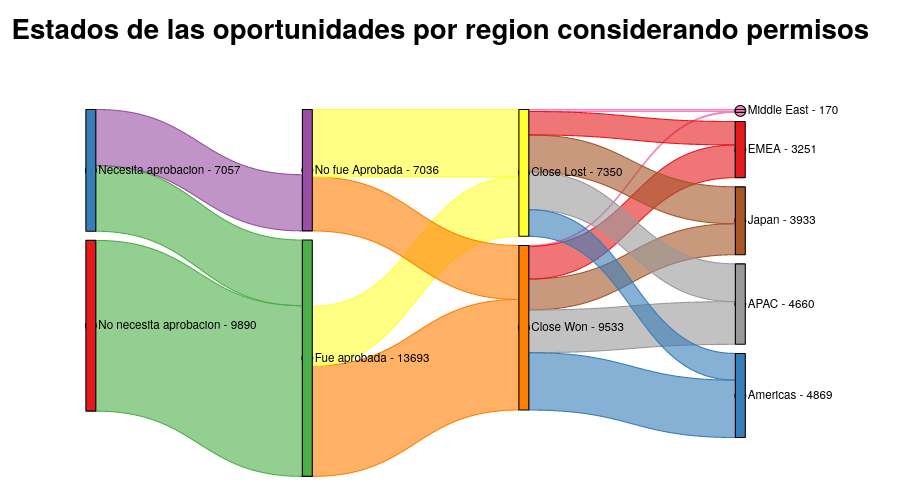 Estados de las oportunidades por region considerando permisos
Middle East - 170
EMEA - 3251
Necesita aprobacion - 7057
No fue Aprobada - 7036
Close Lost - 7350
Japan - 3933
APAC - 4660
No necesita aprobacion - 9890
Close Won - 9533
Fue aprobada - 13693
Americas - 4869